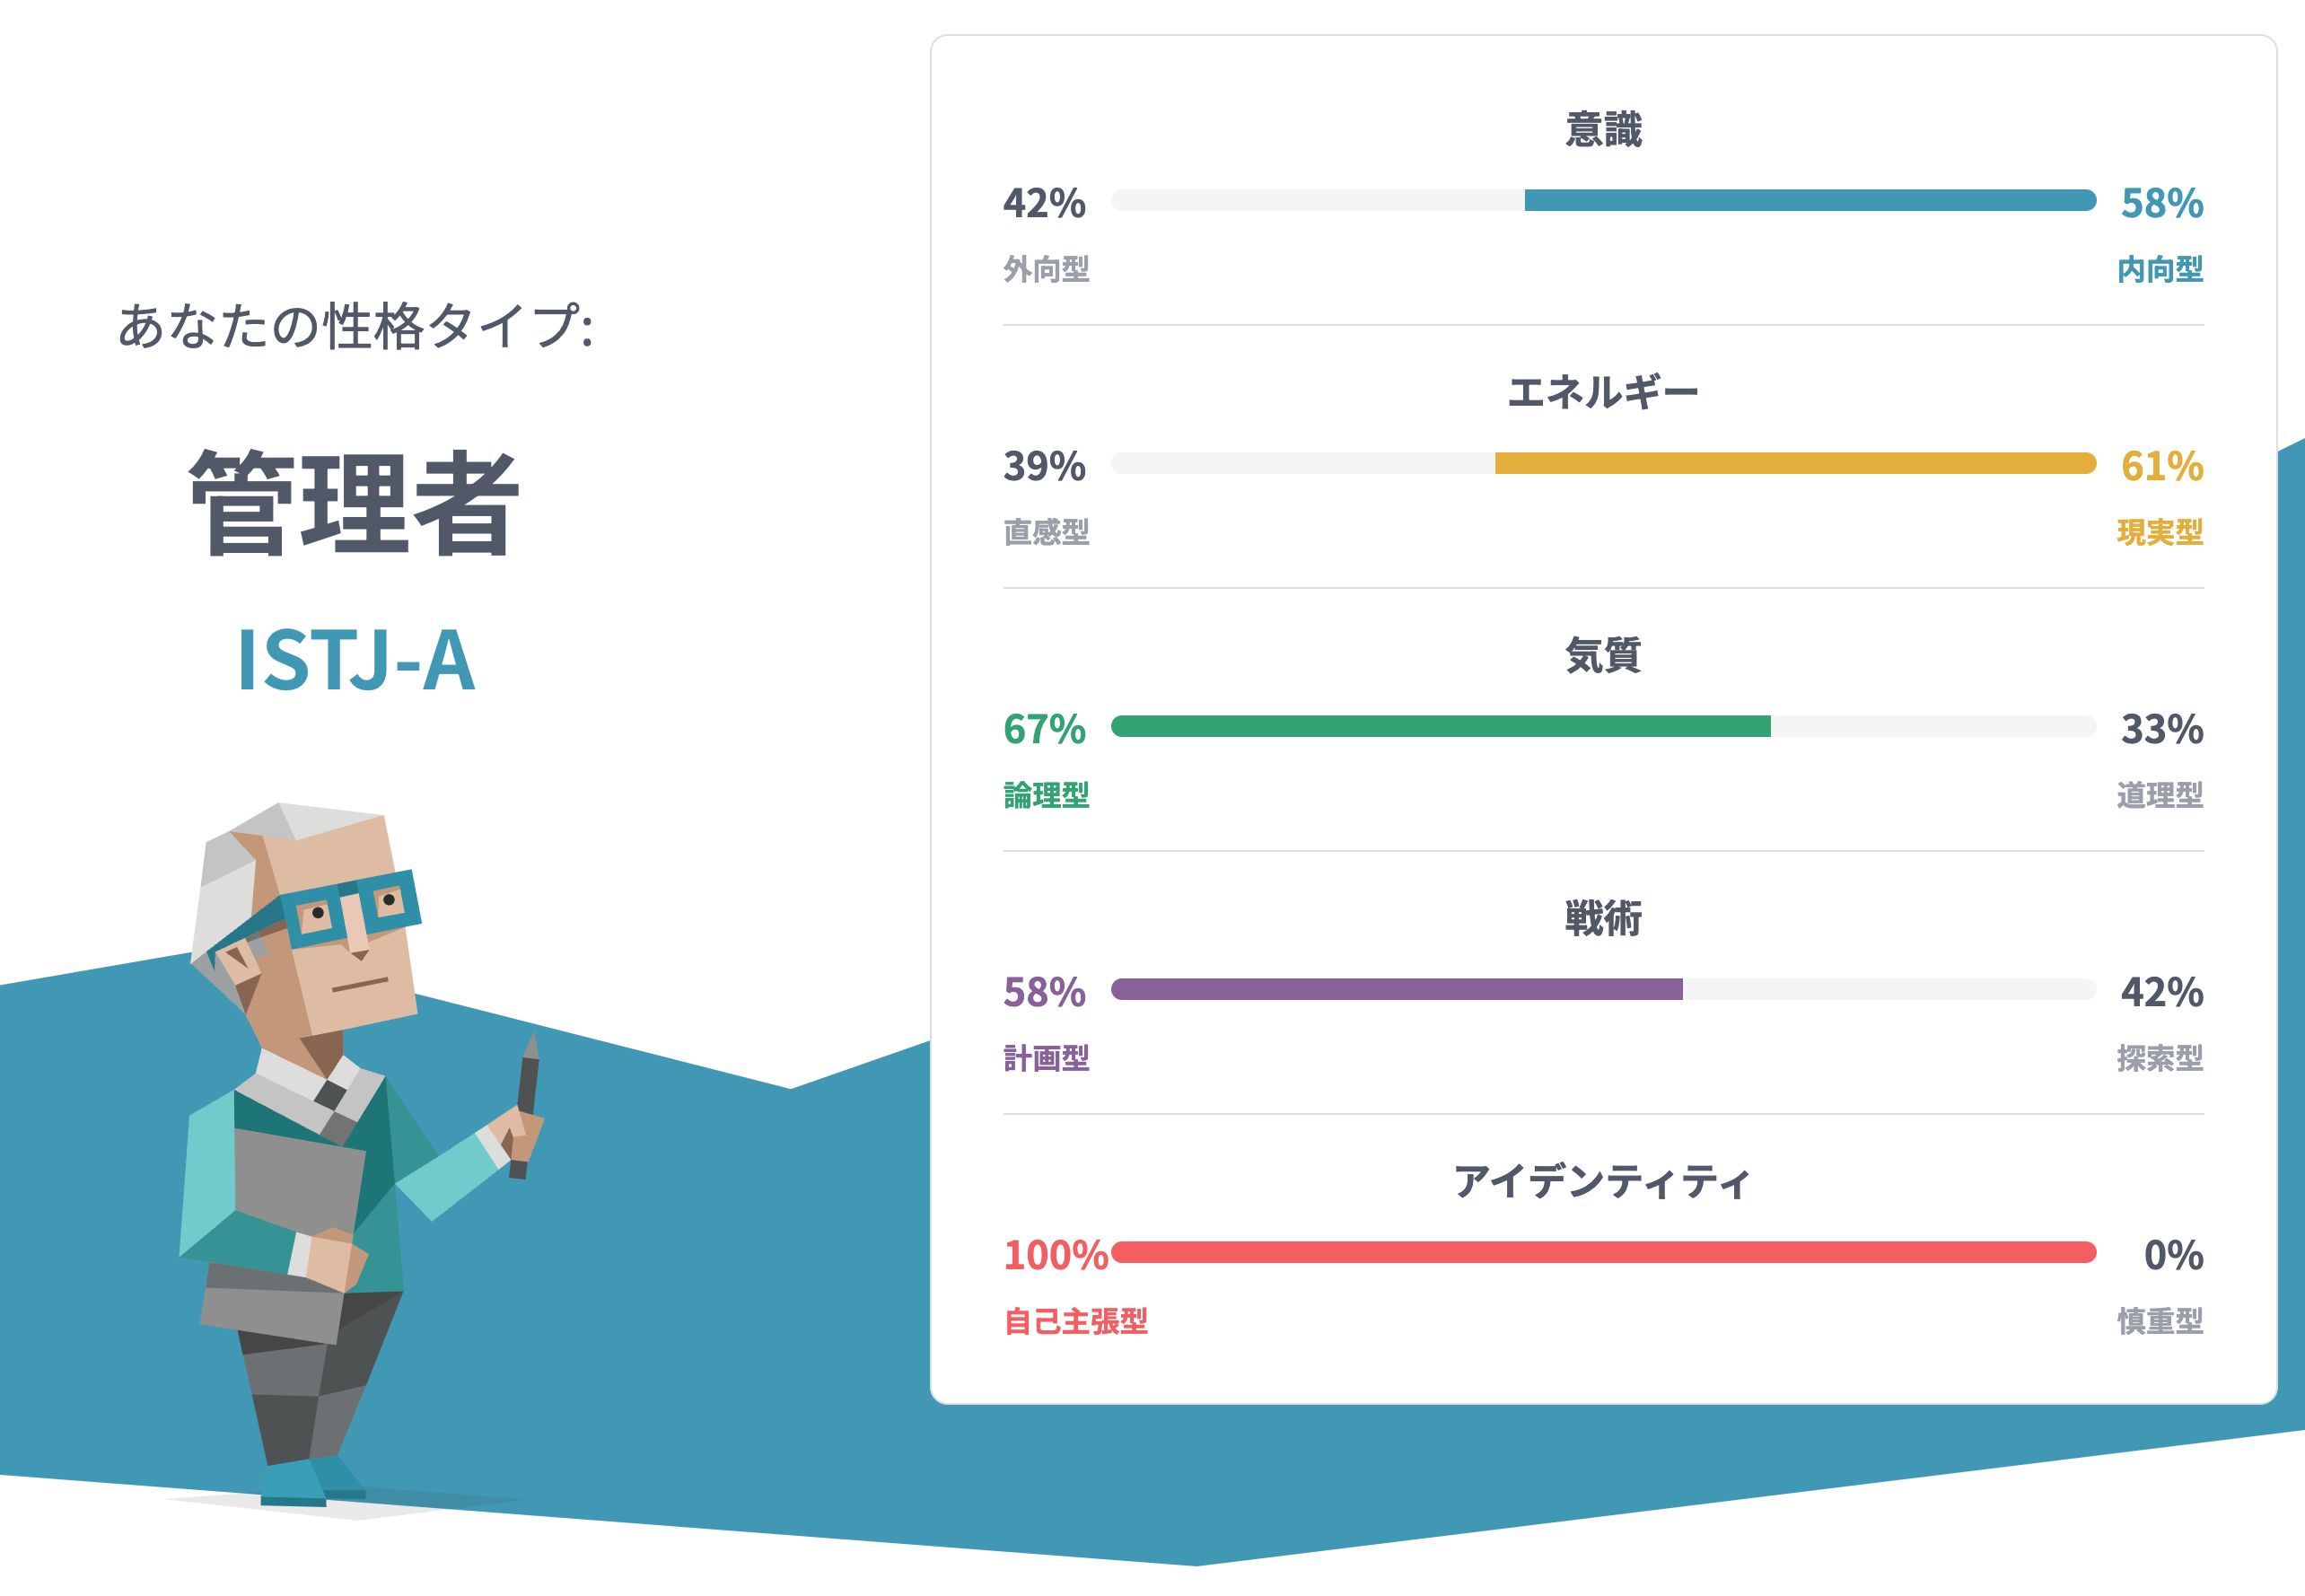 あなたの性格タイプ:
管理者
ISTJ-A
意識
42% 58%
外向型 内向型
エネルギー
39% 61%
直感型 現実型
気質
67% 33%
論理型 道理型
戦術
58% 42%
計画型 探索型
アイデンティティ
100% 0%
自己主張型 慎重型